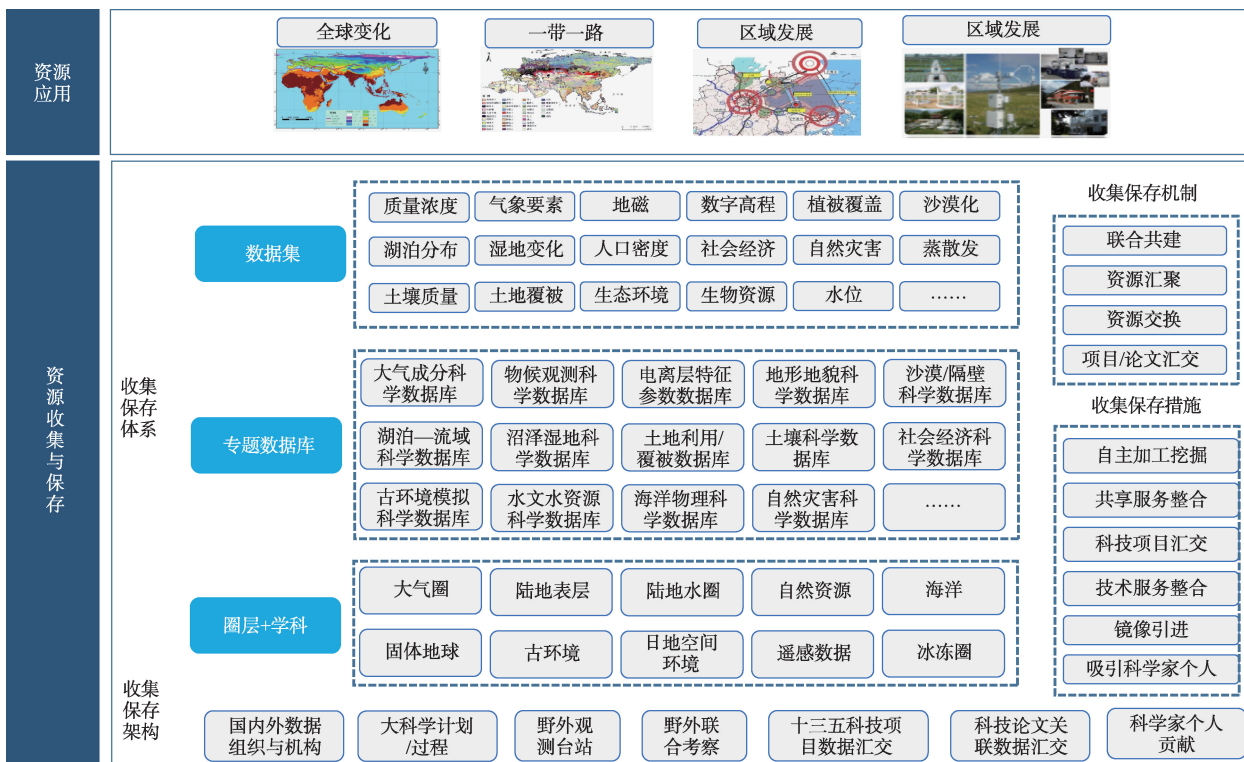 资源
应用
全球变化
一带一路
区域发展
区域发展
资源收集与保存
收集
保存
体系
数据集
质量浓度
气象要素
地磁
数字高程
植被覆盖
沙漠化
湖泊分布
湿地变化
人口密度
社会经济
自然灾害
蒸散发
土壤质量
土地覆被
生态环境
生物资源
水位
……
专题数据库
大气成分科
学数据库
物候观测科
学数据库
电离层特征
参数数据库
地形地貌科
学数据库
沙漠/隔壁
科学数据库
湖泊—流域
科学数据库
沼泽湿地科
学数据库
土地利用/
覆被数据库
土壤科学数
据库
社会经济科
学数据库
古环境模拟
科学数据库
水文水资源
科学数据库
海洋物理科
学数据库
自然灾害科
学数据库
……
圈层+学科
大气圈
陆地表层
陆地水圈
自然资源
海洋
固体地球
古环境
日地空间
环境
遥感数据
冰冻圈
收集保存机制
联合共建
资源汇聚
资源交换
项目/论文汇交
收集保存措施
自主加工挖掘
共享服务整合
科技项目汇交
技术服务整合
镜像引进
吸引科学家个人
收集
保存
架构
国内外数据
组织与机构
大科学计划
/过程
野外观
测台站
野外联
合考察
十三五科技项
目数据汇交
科技论文关
联数据汇交
科学家个人
贡献